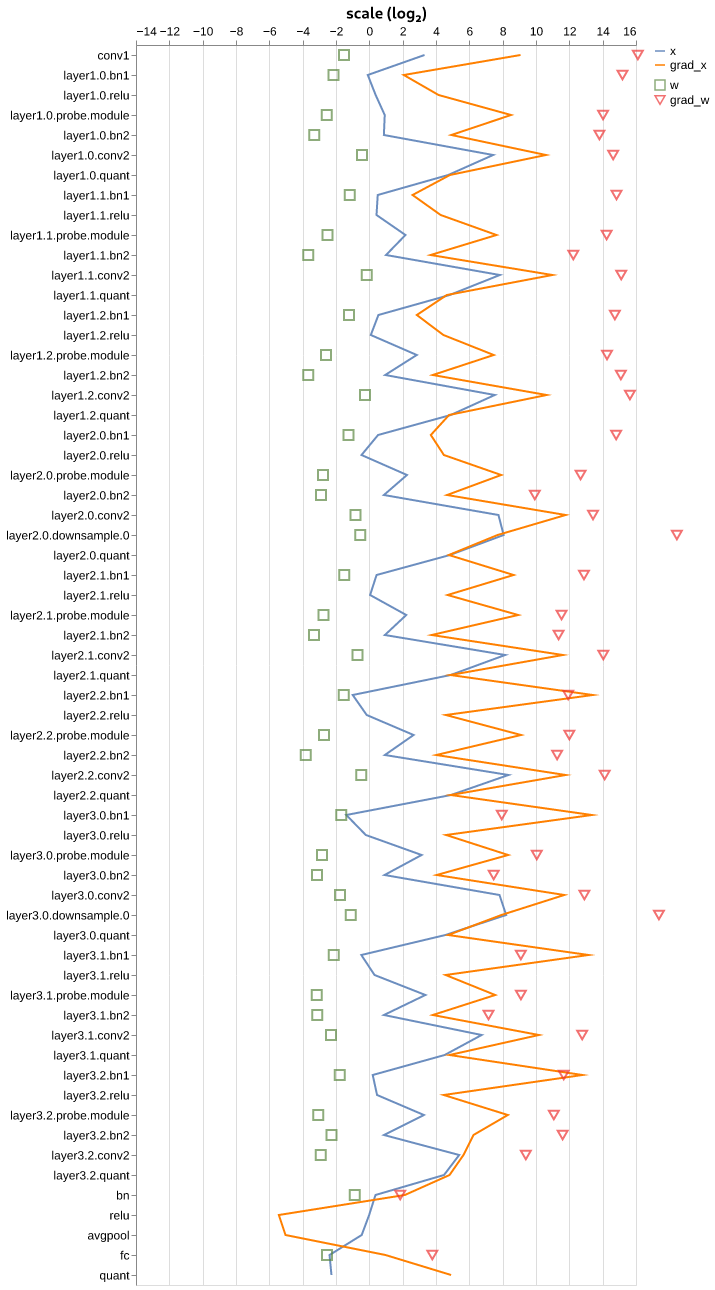 scale (log₂)
−14 −12 −10 −8 −6 −4 −2 0 2 4 6 8 10 12 14 16
x
grad_x
w
grad_w
conv1
layer1.0.bn1
layer1.0.relu
layer1.0.probe.module
layer1.0.bn2
layer1.0.conv2
layer1.0.quant
layer1.1.bn1
layer1.1.relu
layer1.1.probe.module
layer1.1.bn2
layer1.1.conv2
layer1.1.quant
layer1.2.bn1
layer1.2.relu
layer1.2.probe.module
layer1.2.bn2
layer1.2.conv2
layer1.2.quant
layer2.0.bn1
layer2.0.relu
layer2.0.probe.module
layer2.0.bn2
layer2.0.conv2
layer2.0.downsample.0
layer2.0.quant
layer2.1.bn1
layer2.1.relu
layer2.1.probe.module
layer2.1.bn2
layer2.1.conv2
layer2.1.quant
layer2.2.bn1
layer2.2.relu
layer2.2.probe.module
layer2.2.bn2
layer2.2.conv2
layer2.2.quant
layer3.0.bn1
layer3.0.relu
layer3.0.probe.module
layer3.0.bn2
layer3.0.conv2
layer3.0.downsample.0
layer3.0.quant
layer3.1.bn1
layer3.1.relu
layer3.1.probe.module
layer3.1.bn2
layer3.1.conv2
layer3.1.quant
layer3.2.bn1
layer3.2.relu
layer3.2.probe.module
layer3.2.bn2
layer3.2.conv2
layer3.2.quant
bn
relu
avgpool
fc
quant